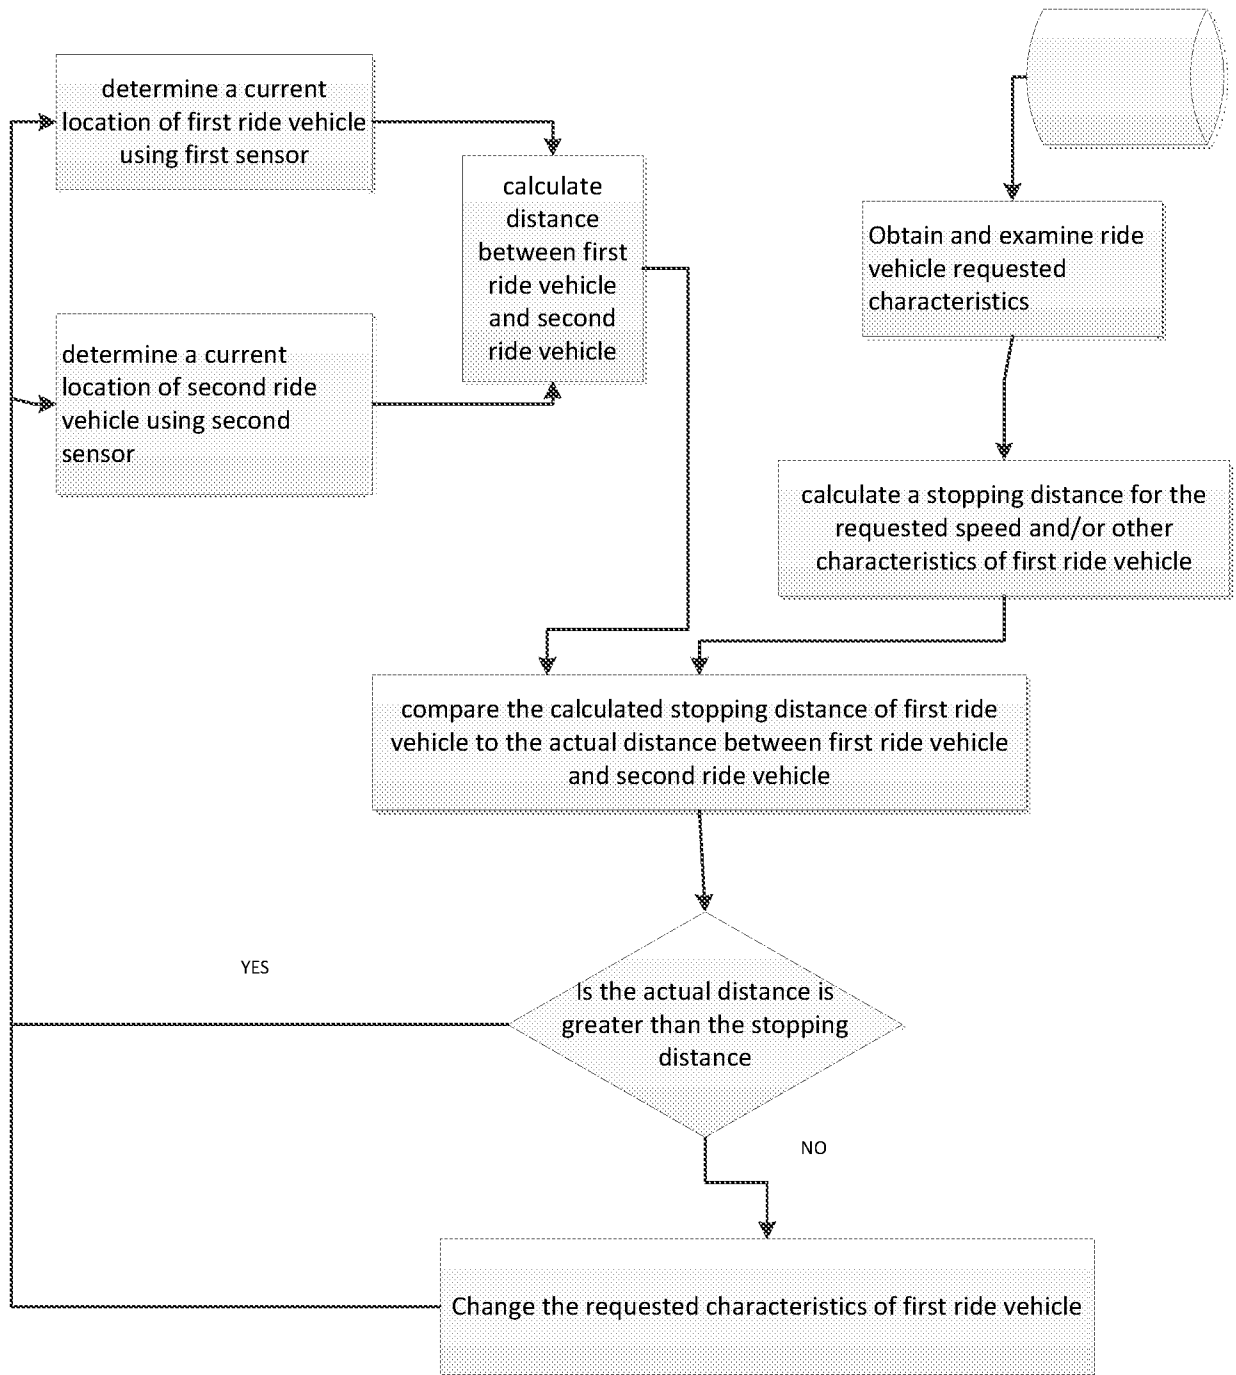 determine a current
location of first ride vehicle
using first sensor
calculate
distance
between first
ride vehicle
and second
ride vehicle
Obtain and examine ride
vehicle requested
characteristics
determine a current
location of second ride
vehicle using second
sensor
calculate a stopping distance for the
requested speed and/or other
characteristics of first ride vehicle
compare the calculated stopping distance of first ride
vehicle to the actual distance between first ride vehicle
and second ride vehicle
YES
Is the actual distance is
greater than the stopping
distance
NO
Change the requested characteristics of first ride vehicle